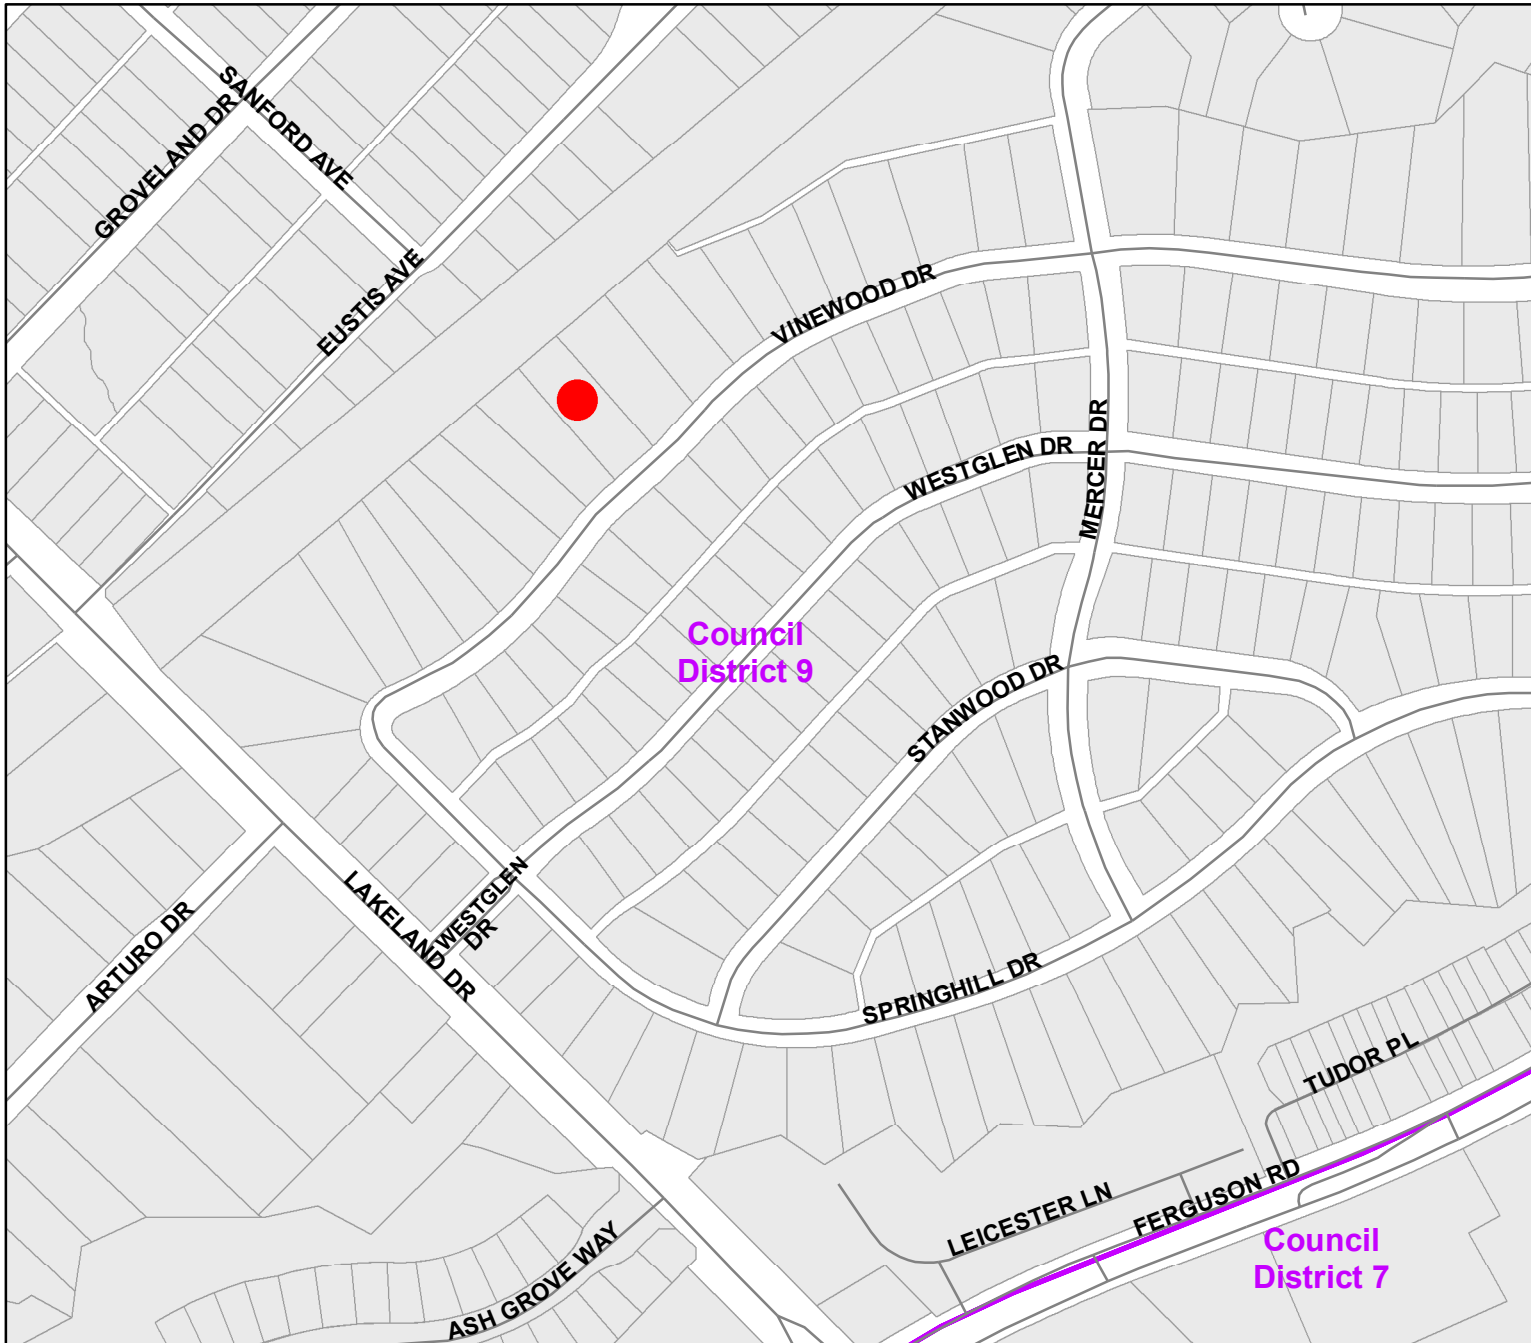 SANFORD AVE
GROVELAND DR
EUSTIS AVE
VINEWOOD DR
WESTGLEN DR
MERCER DR
Council
District 9
STANWOOD DR
WESTGLEN
DR
LAKELAND DR
ARTURO DR
SPRINGHILL DR
TUDOR PL
FERGUSON RD
LEICESTER LN
ASH GROVE WAY
Council
District 7